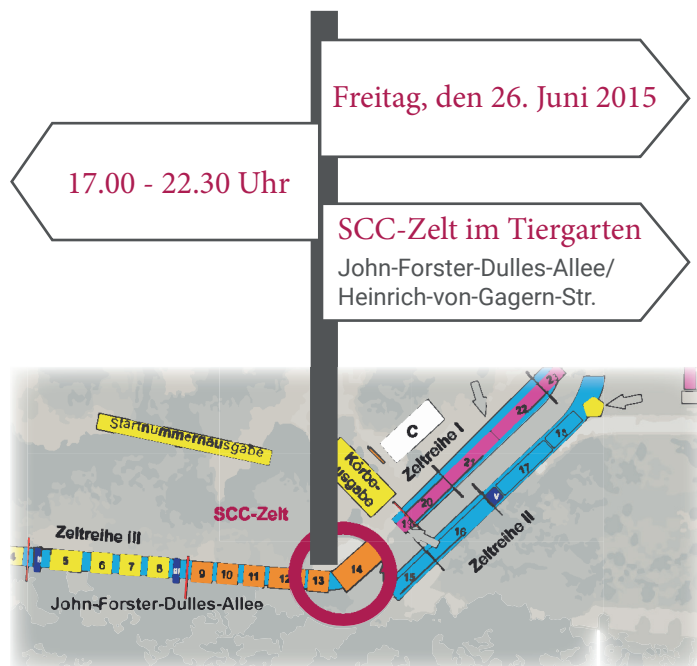 Freitag, den 26. Juni 2015
17.00 - 22.30 Uhr
SCC-Zelt im Tiergarten
John-Forster-Dulles-Allee/
Heinrich-von-Gagern-Str.
Startnummernausgabe
C
Körbe-
ausgabe
Zeltreihe I
22
21
20
19
18
17
V
16
15
Zeltreihe II
SCC-Zelt
Zeltreihe III
4
5
6
7
8
9
10
11
12
13
14
John-Forster-Dulles-Allee